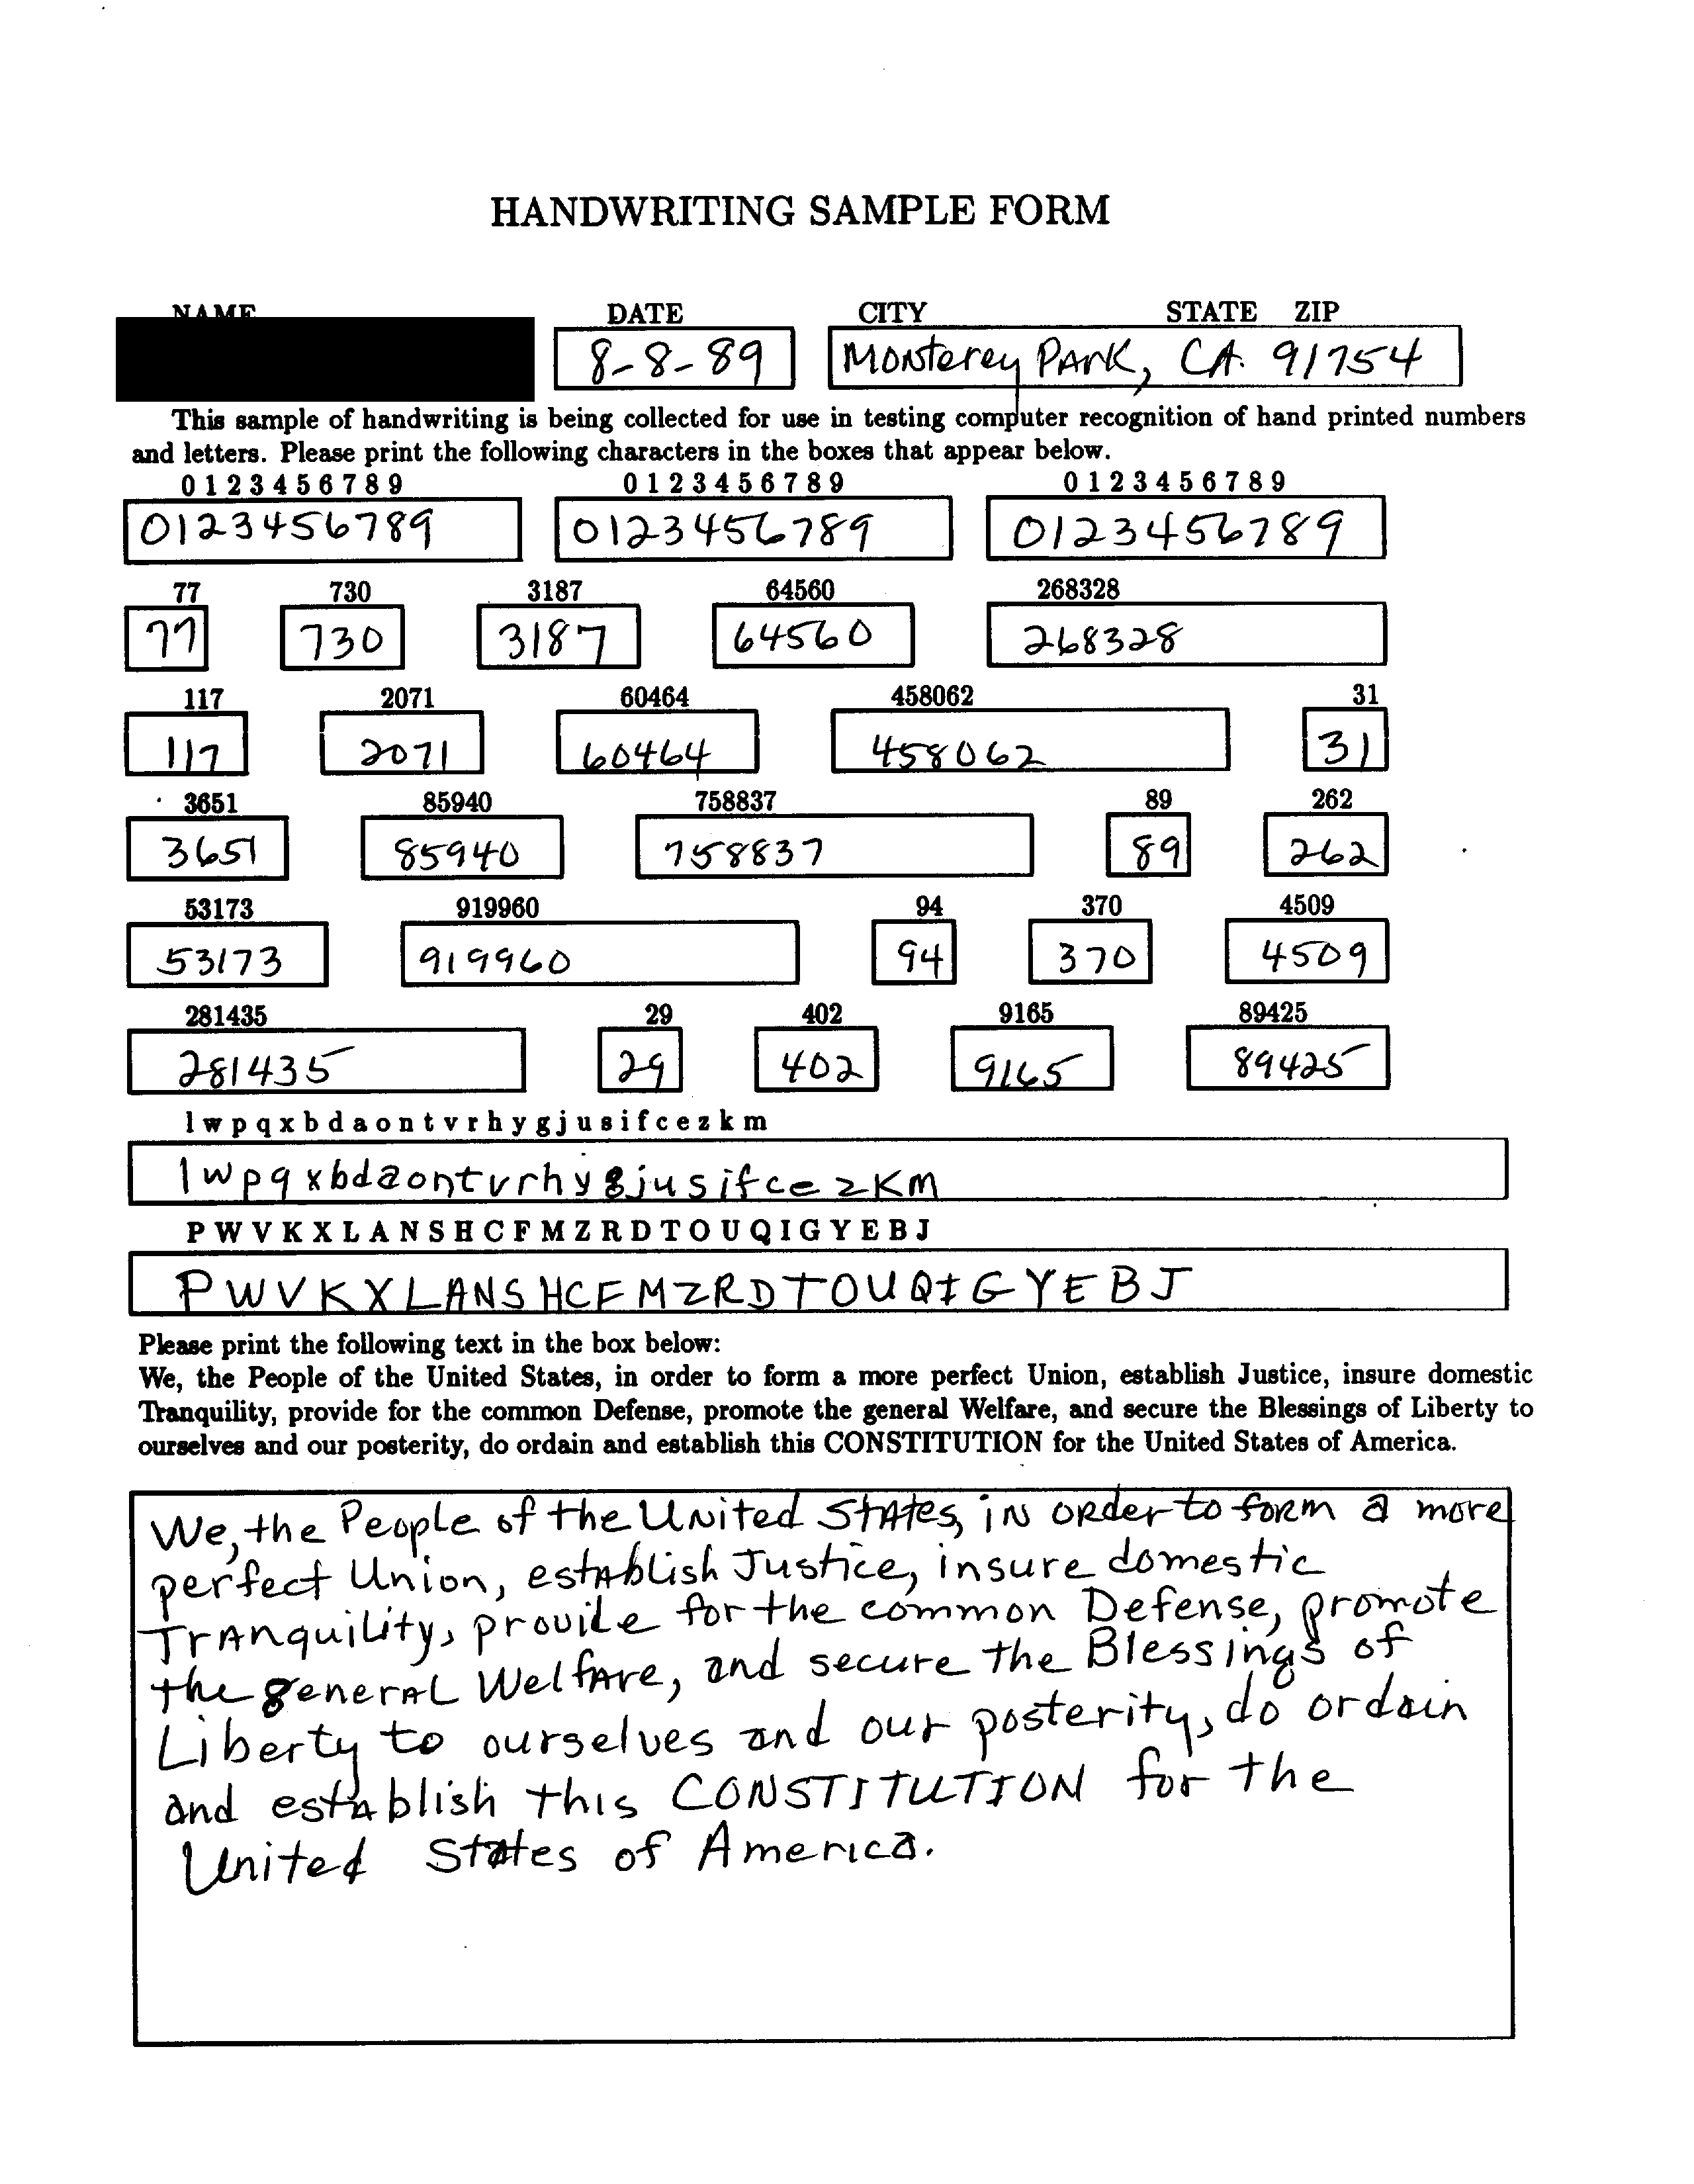 HANDWRITING SAMPLE FORM
NAME DATE CITY STATE ZIP
8-8-89 Monterey Park, CA. 91754
This sample of handwriting is being collected for use in testing computer recognition of hand printed numbers
and letters. Please print the following characters in the boxes that appear below.
0 1 2 3 4 5 6 7 8 9 0 1 2 3 4 5 6 7 8 9 0 1 2 3 4 5 6 7 8 9
0123456789 0123456789 0123456789
77 730 3187 64560 268328
77 730 3187 64560 268328
117 2071 60464 458062 31
117 2071 60464 458062 31
3651 85940 758837 89 262
3651 85940 758837 89 262
53173 919960 94 370 4509
53173 919960 94 370 4509
281435 29 402 9165 89425
281435 29 402 9165 89425
l w p q x b d a o n t v r h y g j u s i f c e z k m
l w p q x b d a o n t v r h y g j u s i f c e z K M
P W V K X L A N S H C F M Z R D T O U Q I G Y E B J
P W V K X L A N S H C F M Z R D T O U Q I G Y E B J
Please print the following text in the box below:
We, the People of the United States, in order to form a more perfect Union, establish Justice, insure domestic
Tranquility, provide for the common Defense, promote the general Welfare, and secure the Blessings of Liberty to
ourselves and our posterity, do ordain and establish this CONSTITUTION for the United States of America.
We, the People of the United States, in order to form a more
perfect Union, establish Justice, insure domestic
Tranquility, provide for the common Defense, promote
the general Welfare, and secure the Blessings of
Liberty to ourselves and our posterity, do ordain
and establish this CONSTITUTION for the
United States of America.